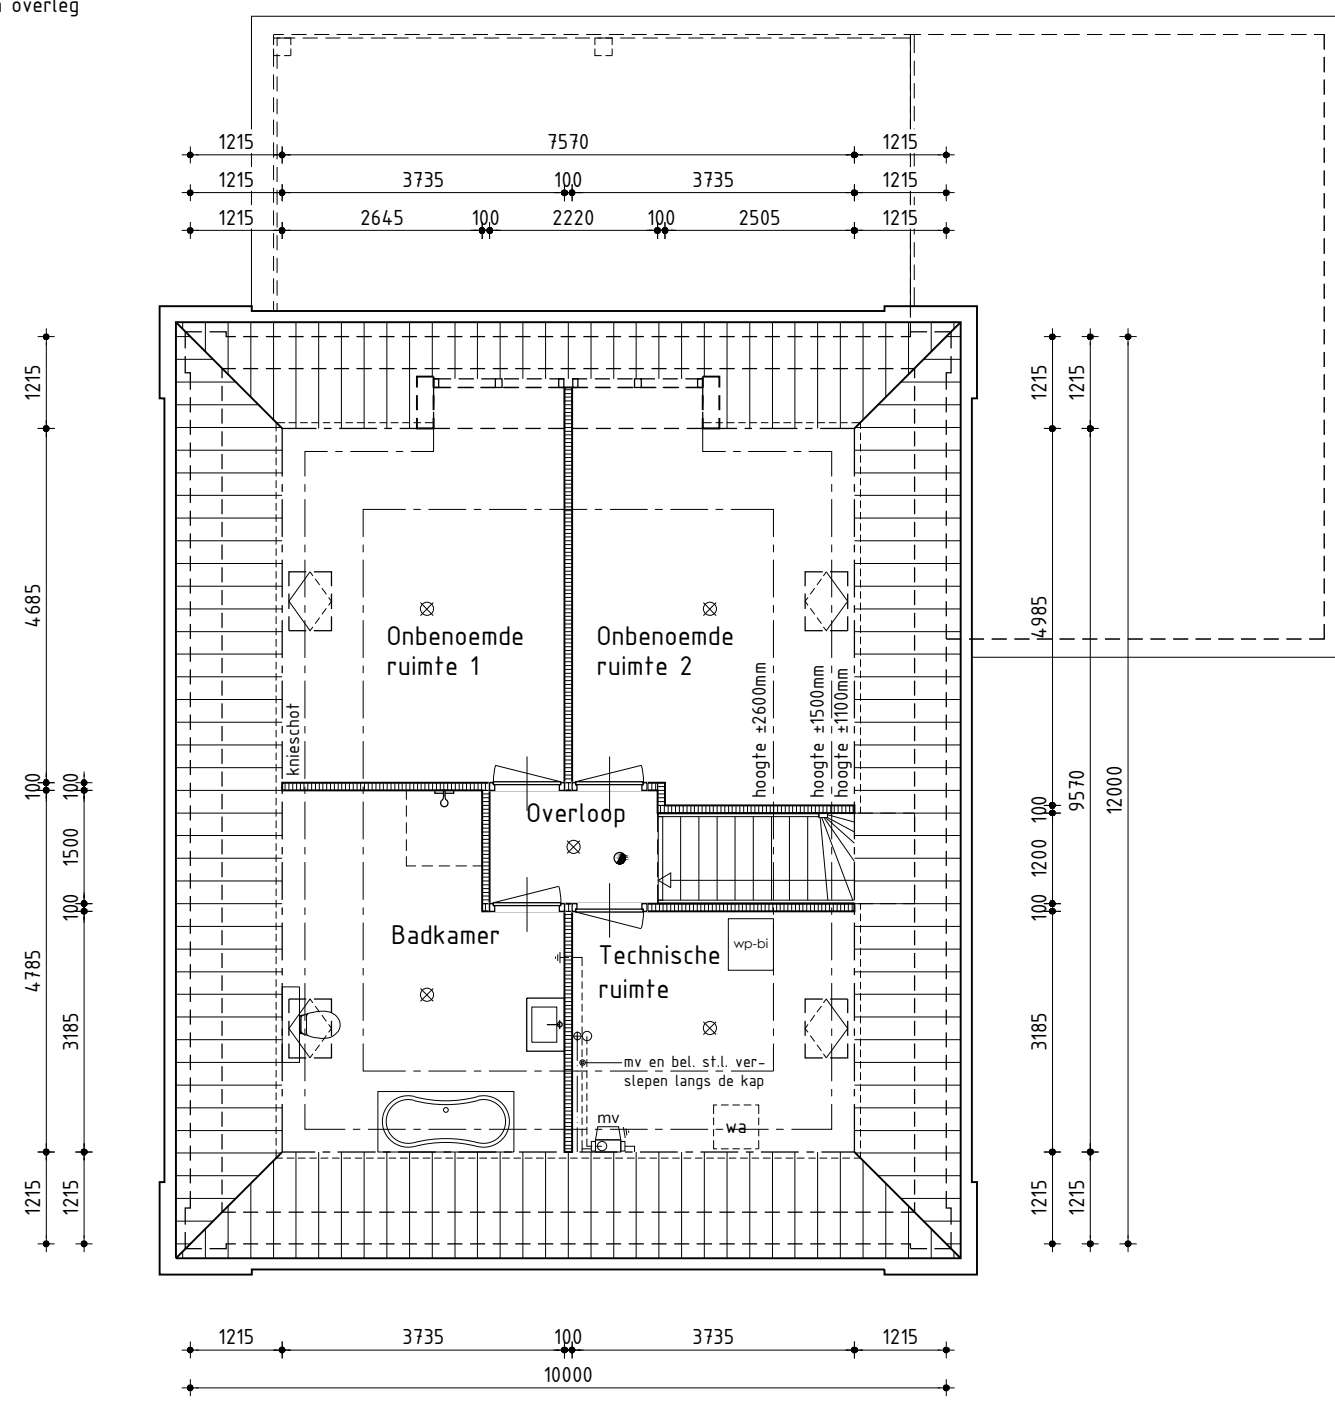 overleg
1215 7570 1215
1215 3735 100 3735 1215
1215 2645 100 2220 100 2505 1215
1215
4685
100
4785
1215
100
1500
100
3185
1215
Onbenoemde
ruimte 1
Onbenoemde
ruimte 2
knieschot
hoogte ±2600mm
hoogte ±1500mm
hoogte ±1100mm
Overloop
Badkamer
Technische
ruimte
wp-bi
mv en bel. st.l. ver-
slepen langs de kap
mv
wa
1215
4985
100
1200
100
3185
1215
1215
9570
1215
12000
1215 3735 100 3735 1215
10000